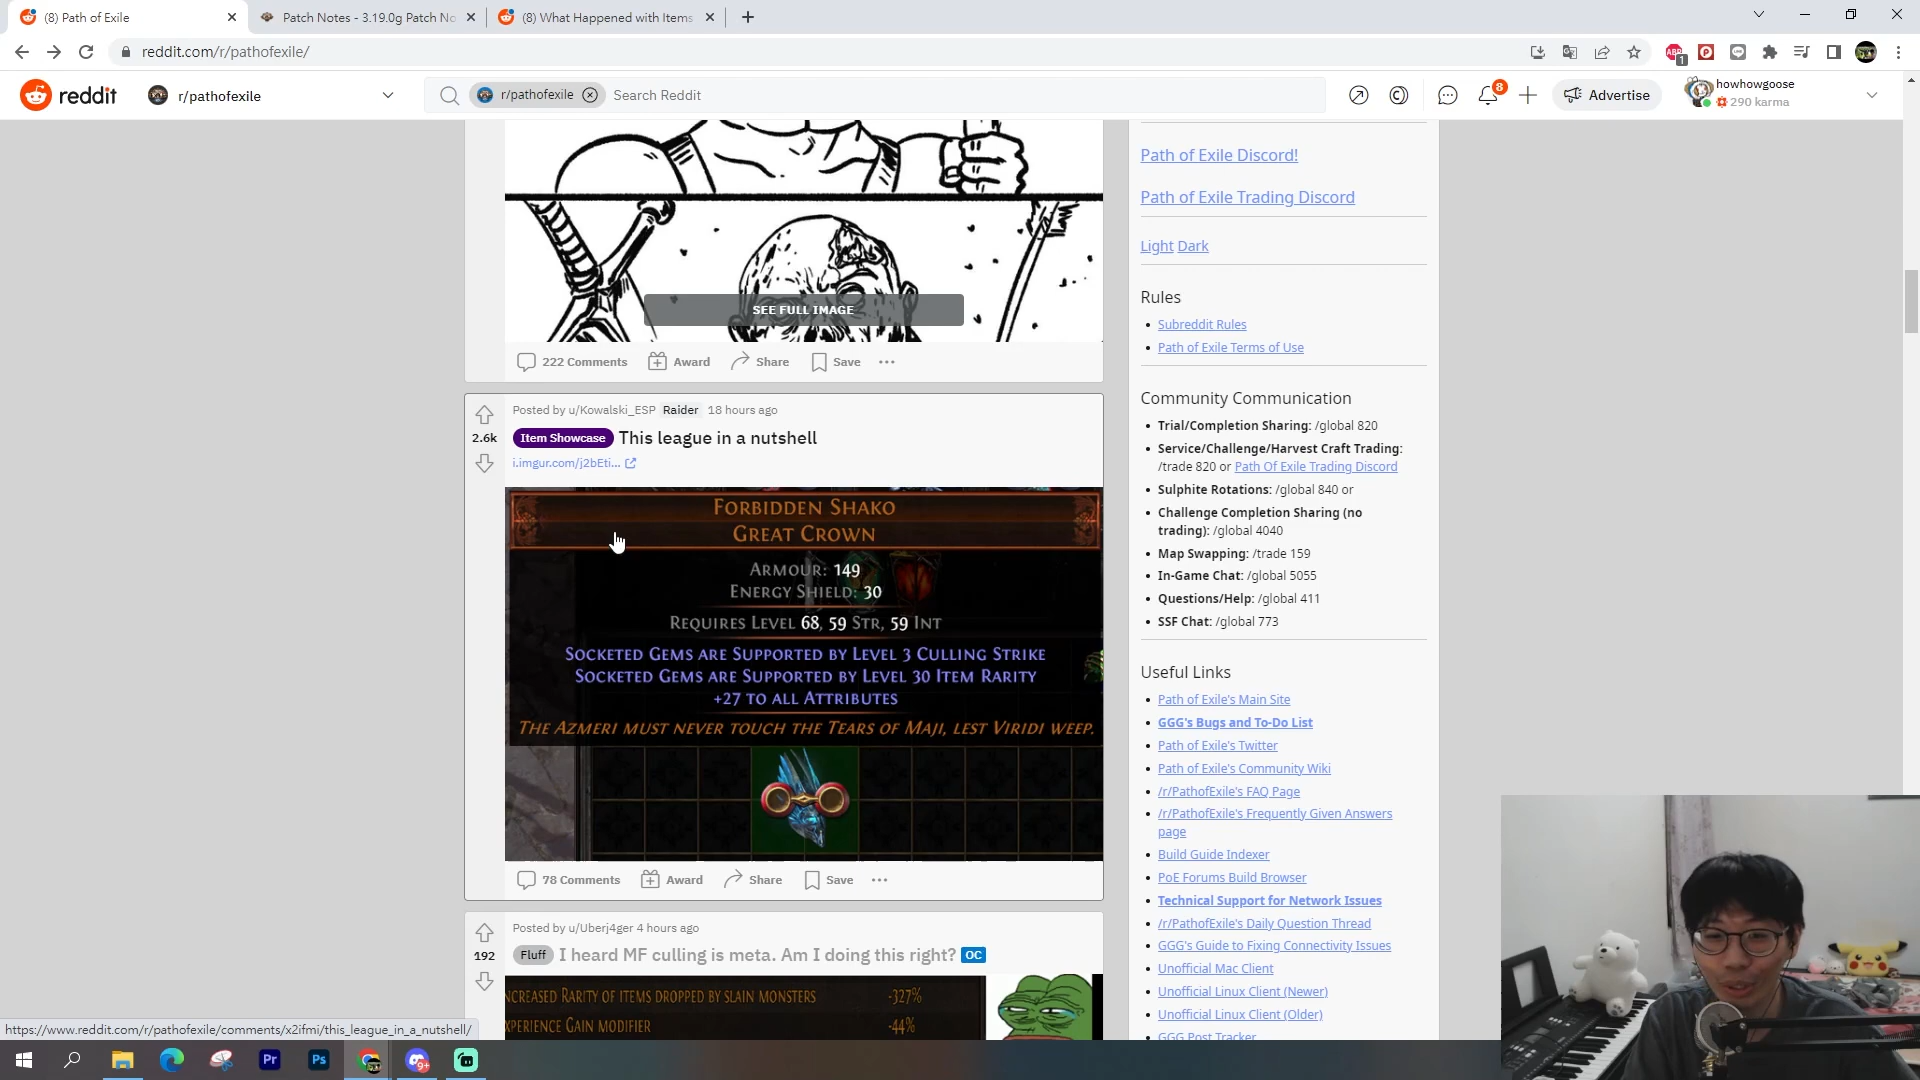 (8) Path of Exile
Patch Notes - 3.19.0g Patch No
(8) What Happened with Items
reddit.com/r/pathofexile/
1
reddit
r/pathofexile
r/pathofexile
Search Reddit
8
Advertise
howhowgoose
290 karma
SEE FULL IMAGE
222 Comments
Award
Share
Save
Posted by u/Kowalski_ESP Raider 18 hours ago
2.6k
Item Showcase This league in a nutshell
i.imgur.com/j2bEti...
FORBIDDEN SHAKO
GREAT CROWN
ARMOUR: 149
ENERGY SHIELD: 30
REQUIRES LEVEL 68, 59 STR, 59 INT
SOCKETED GEMS ARE SUPPORTED BY LEVEL 3 CULLING STRIKE
SOCKETED GEMS ARE SUPPORTED BY LEVEL 30 ITEM RARITY
+27 TO ALL ATTRIBUTES
THE AZMERI MUST NEVER TOUCH THE TEARS OF MAJI, LEST VIRIDI WEEP.
78 Comments
Award
Share
Save
Posted by u/Uberj4ger 4 hours ago
192
Fluff I heard MF culling is meta. Am I doing this right? OC
NCREASED RARITY OF ITEMS DROPPED BY SLAIN MONSTERS -327%
XPERIENCE GAIN MODIFIER -44%
Path of Exile Discord!
Path of Exile Trading Discord
Light Dark
Rules
• Subreddit Rules
• Path of Exile Terms of Use
Community Communication
• Trial/Completion Sharing: /global 820
• Service/Challenge/Harvest Craft Trading:
/trade 820 or Path Of Exile Trading Discord
• Sulphite Rotations: /global 840 or
• Challenge Completion Sharing (no
trading): /global 4040
• Map Swapping: /trade 159
• In-Game Chat: /global 5055
• Questions/Help: /global 411
• SSF Chat: /global 773
Useful Links
• Path of Exile's Main Site
• GGG's Bugs and To-Do List
• Path of Exile's Twitter
• Path of Exile's Community Wiki
• /r/PathofExile's FAQ Page
• /r/PathofExile's Frequently Given Answers
page
• Build Guide Indexer
• PoE Forums Build Browser
• Technical Support for Network Issues
• /r/PathofExile's Daily Question Thread
• GGG's Guide to Fixing Connectivity Issues
• Unofficial Mac Client
• Unofficial Linux Client (Newer)
• Unofficial Linux Client (Older)
• GGG Post Tracker
https://www.reddit.com/r/pathofexile/comments/x2ifmi/this_league_in_a_nutshell/
Pr
Ps
9+